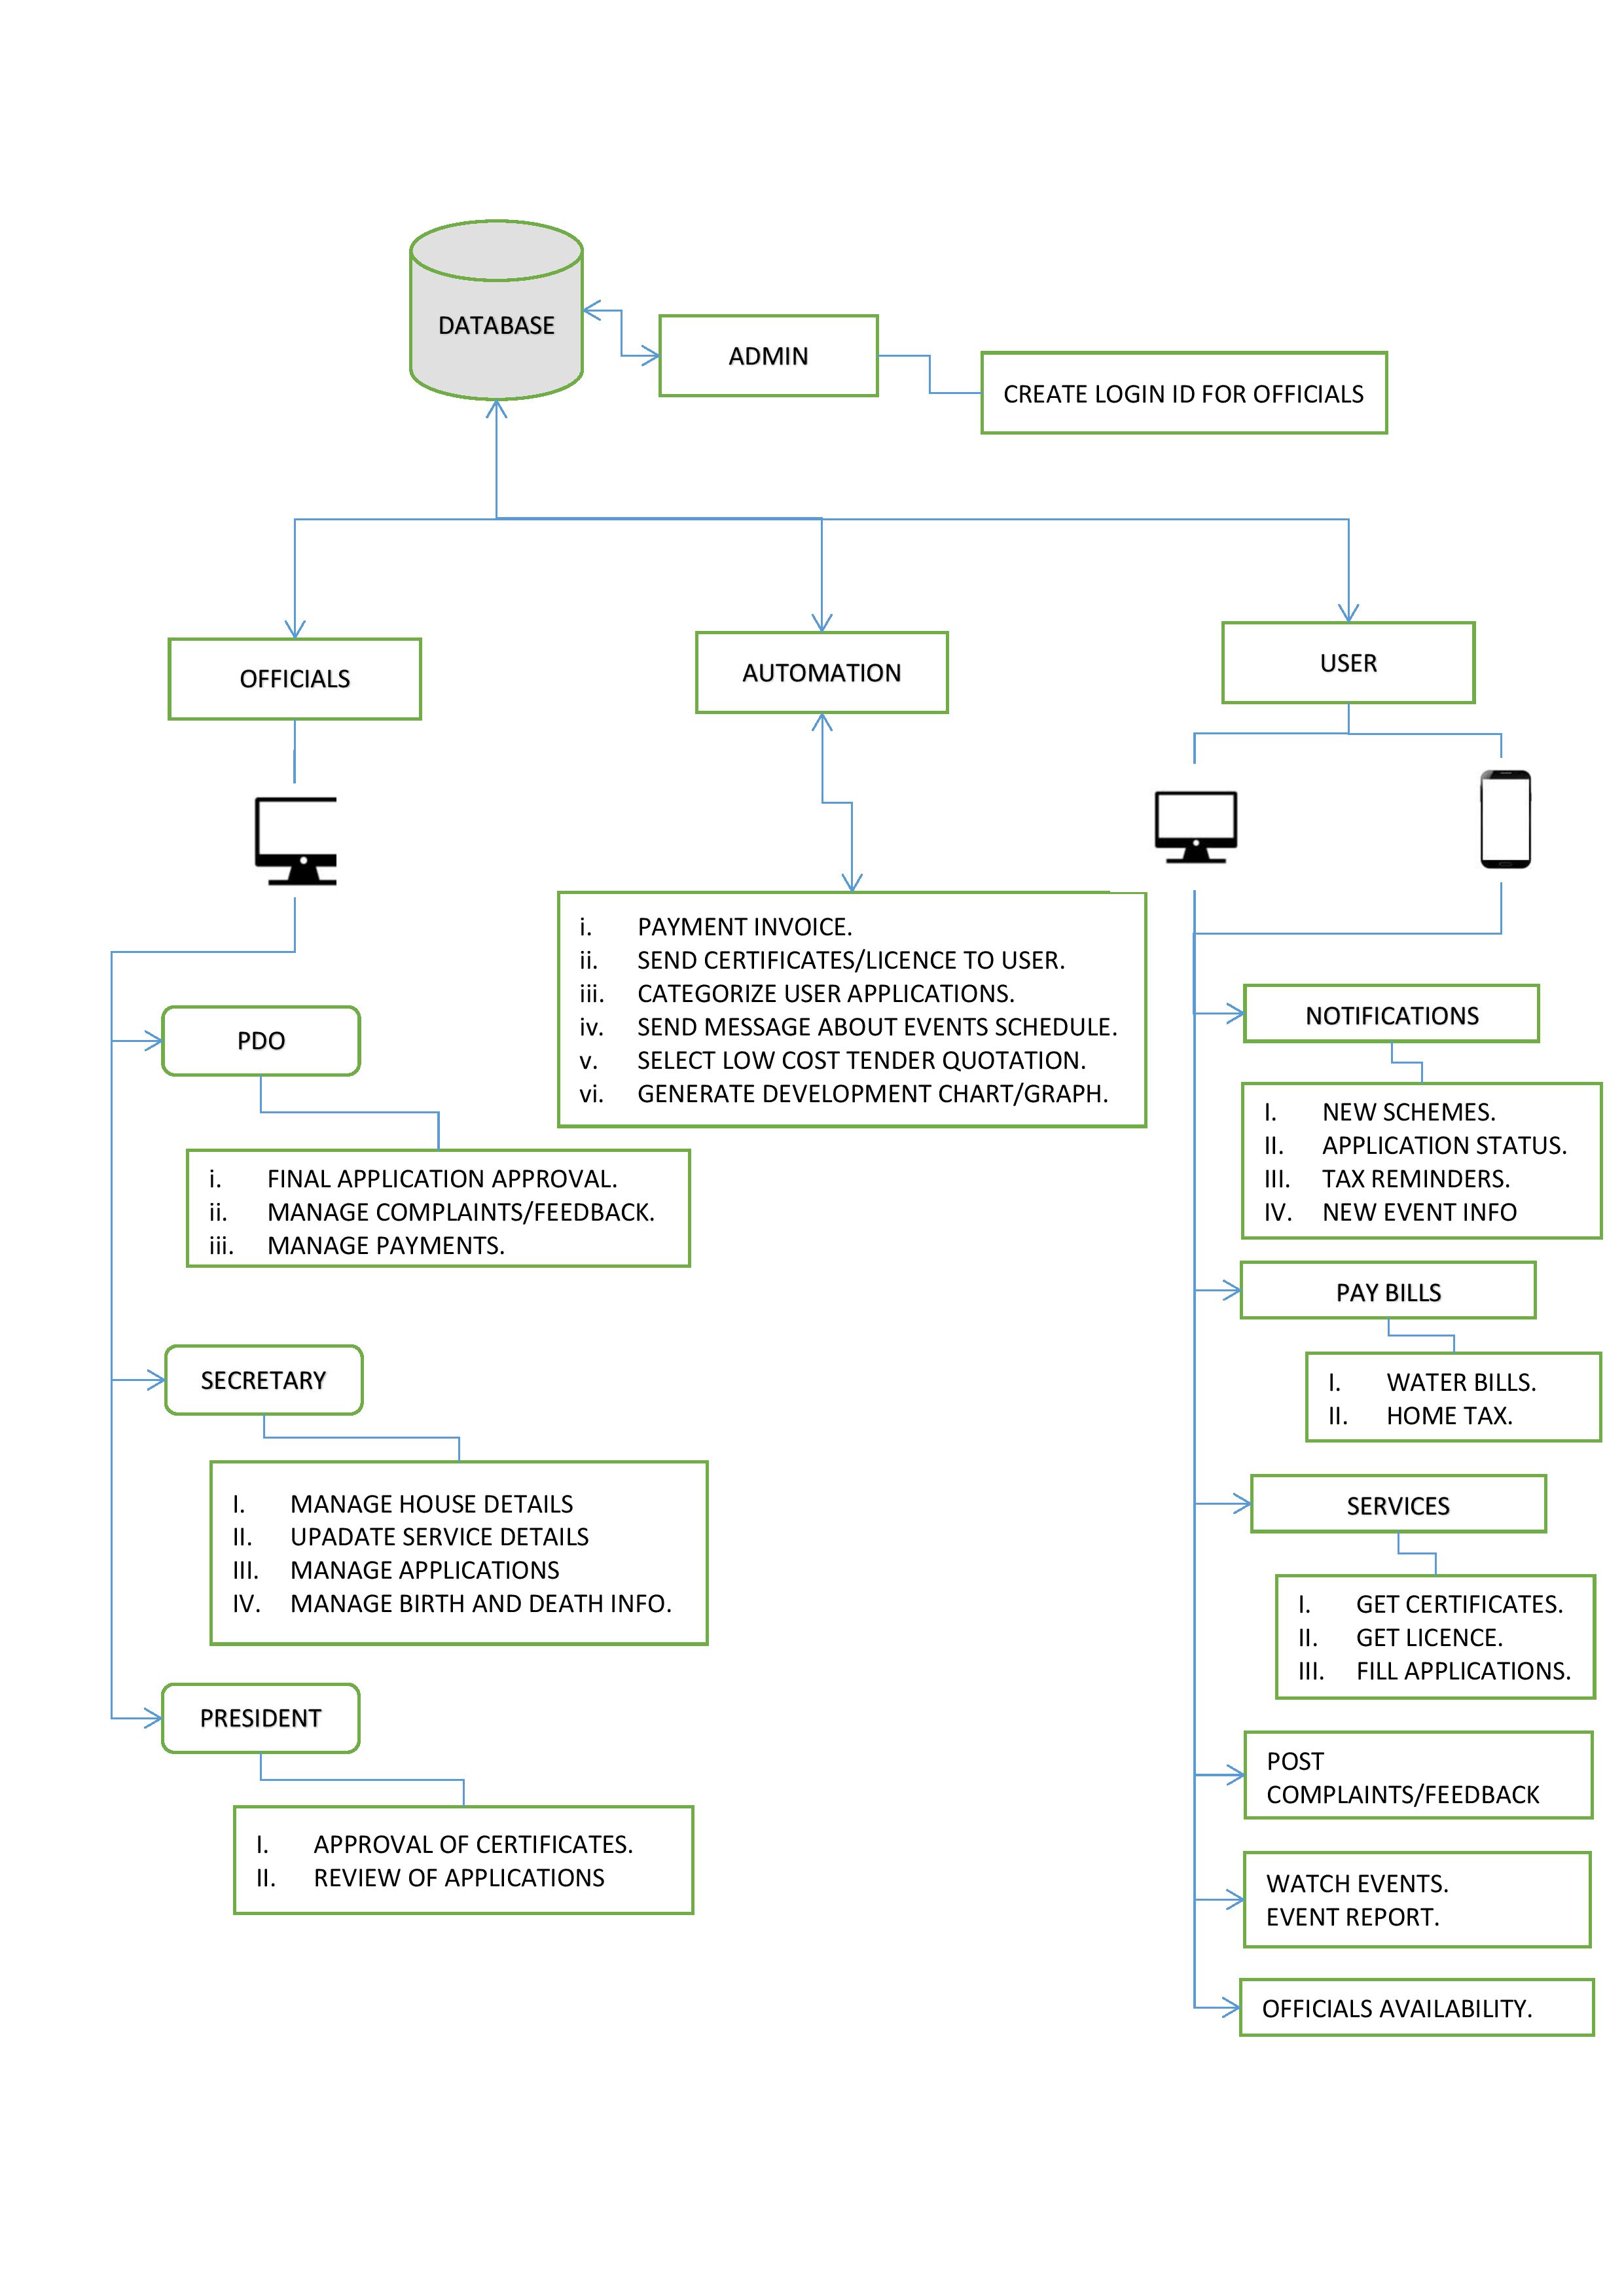 DATABASE
ADMIN
CREATE LOGIN ID FOR OFFICIALS
OFFICIALS
AUTOMATION
USER
i. PAYMENT INVOICE.
ii. SEND CERTIFICATES/LICENCE TO USER.
iii. CATEGORIZE USER APPLICATIONS.
iv. SEND MESSAGE ABOUT EVENTS SCHEDULE.
v. SELECT LOW COST TENDER QUOTATION.
vi. GENERATE DEVELOPMENT CHART/GRAPH.
PDO
i. FINAL APPLICATION APPROVAL.
ii. MANAGE COMPLAINTS/FEEDBACK.
iii. MANAGE PAYMENTS.
SECRETARY
I. MANAGE HOUSE DETAILS
II. UPADATE SERVICE DETAILS
III. MANAGE APPLICATIONS
IV. MANAGE BIRTH AND DEATH INFO.
PRESIDENT
I. APPROVAL OF CERTIFICATES.
II. REVIEW OF APPLICATIONS
NOTIFICATIONS
I. NEW SCHEMES.
II. APPLICATION STATUS.
III. TAX REMINDERS.
IV. NEW EVENT INFO
PAY BILLS
I. WATER BILLS.
II. HOME TAX.
SERVICES
I. GET CERTIFICATES.
II. GET LICENCE.
III. FILL APPLICATIONS.
POST
COMPLAINTS/FEEDBACK
WATCH EVENTS.
EVENT REPORT.
OFFICIALS AVAILABILITY.